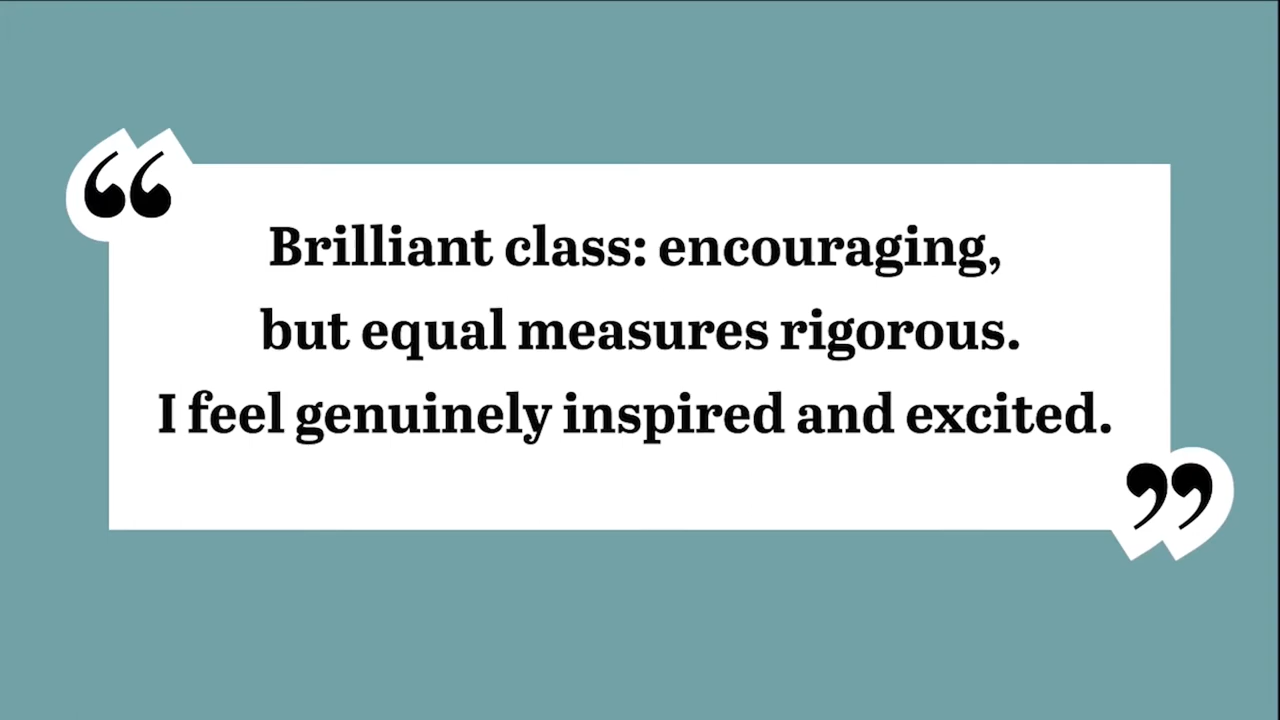 “Brilliant class: encouraging,
but equal measures rigorous.
I feel genuinely inspired and excited.”